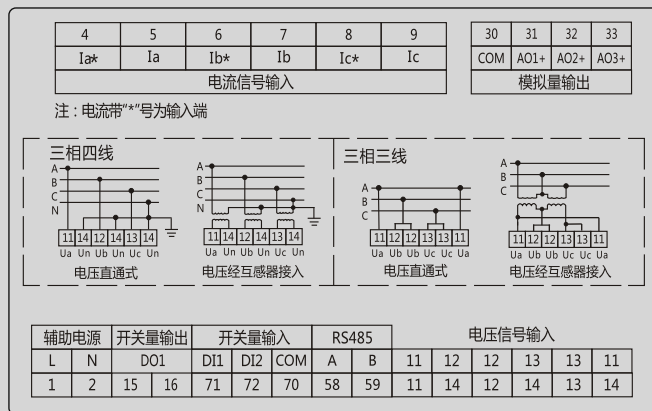 4 5 6 7 8 9
Ia* Ia Ib* Ib Ic* Ic
电流信号输入
30 31 32 33
COM AO1+ AO2+ AO3+
模拟量输出
注：电流带"*"号为输入端
三相四线
A
B
C
N
11 14 12 14 13 14
Ua Un Ub Un Uc Un
电压直通式
A
B
C
N
11 14 12 14 13 14
Ua Un Ub Un Uc Un
电压经互感器接入
三相三线
A
B
C
11 12 12 13 13 11
Ua Ub Ub Uc Uc Ua
电压直通式
A
B
C
11 12 12 13 13 11
Ua Ub Ub Uc Uc Ua
电压经互感器接入
辅助电源 开关量输出 开关量输入 RS485 电压信号输入
L N DO1 DI1 DI2 COM A B 11 12 12 13 13 11
1 2 15 16 71 72 70 58 59 11 14 12 14 13 14